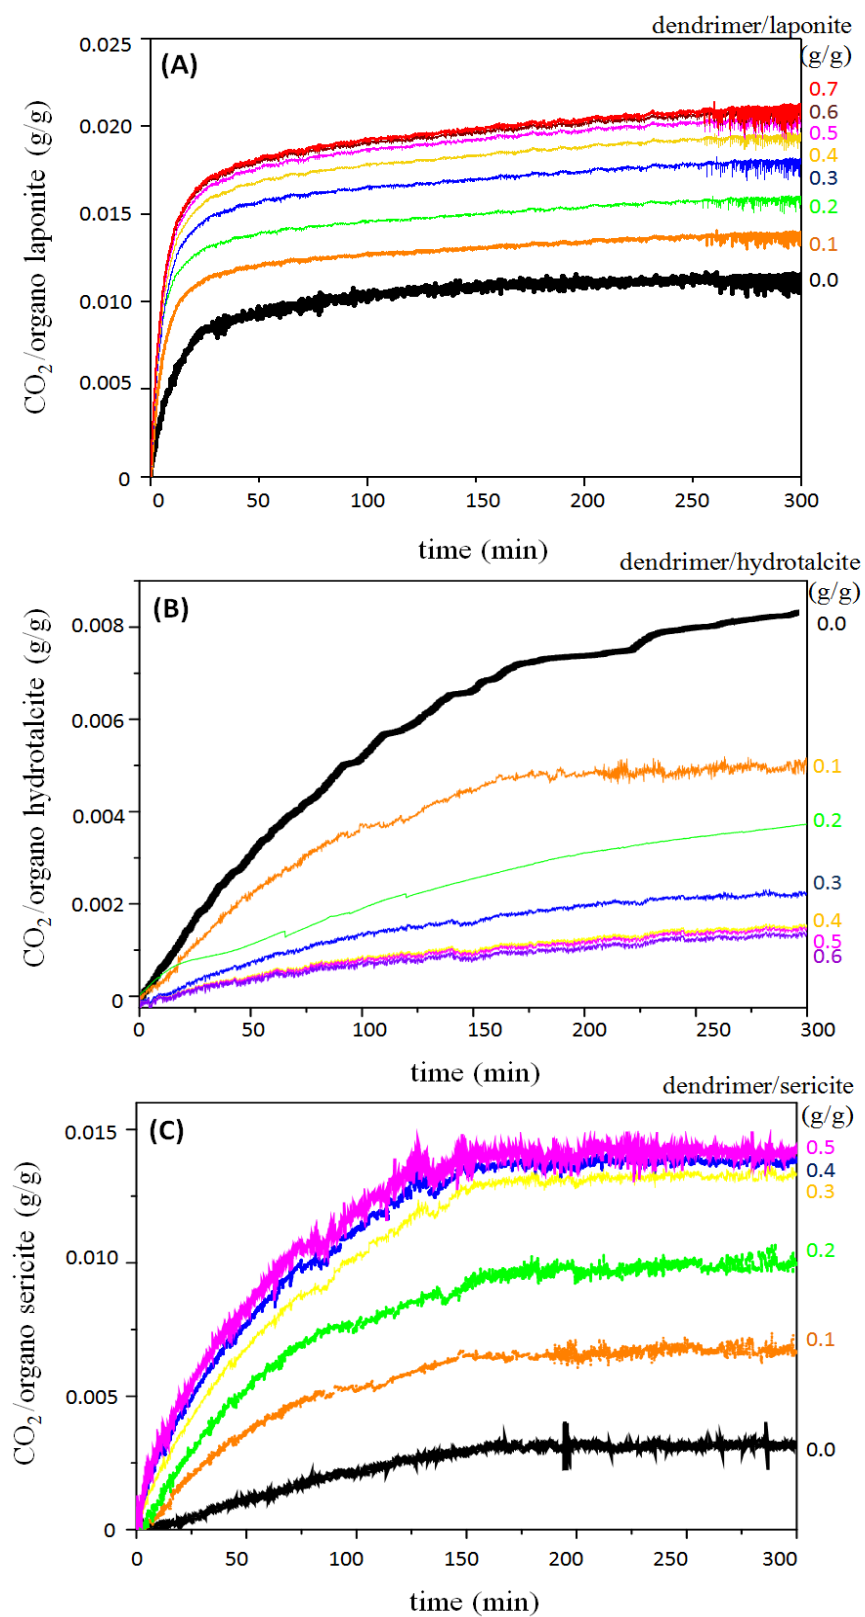 dendrimer/laponite
(g/g)
(A)
CO₂/organo laponite (g/g)
0.025
0.020
0.015
0.010
0.005
0
0.7
0.6
0.5
0.4
0.3
0.2
0.1
0.0
0 50 100 150 200 250 300
time (min)
dendrimer/hydrotalcite
(g/g)
(B)
CO₂/organo hydrotalcite (g/g)
0.008
0.006
0.004
0.002
0
0.0
0.1
0.2
0.3
0.4
0.5
0.6
0 50 100 150 200 250 300
time (min)
dendrimer/sericite
(g/g)
(C)
CO₂/organo sericite (g/g)
0.015
0.010
0.005
0
0.5
0.4
0.3
0.2
0.1
0.0
0 50 100 150 200 250 300
time (min)